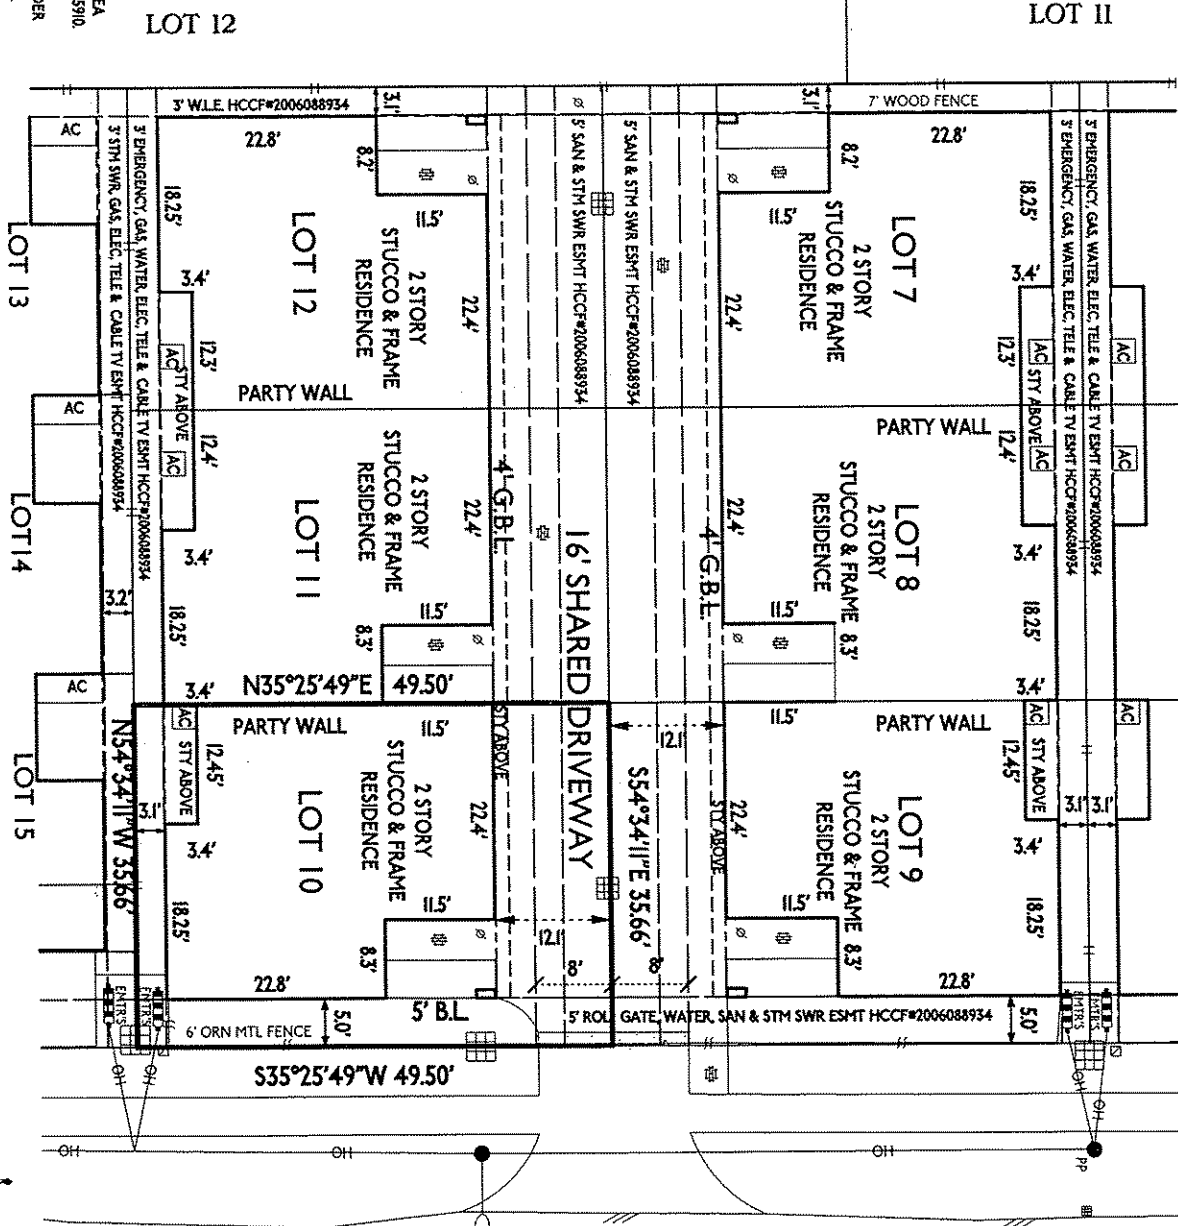 EA
5910.
DER
LOT 12
LOT 11
3' W.I.E. HCCF#2006088934
3.1'
3.1'
7' WOOD FENCE
AC
22.8'
8.2'
11.5'
18.25'
3.4'
12.3'
AC
STY ABOVE
LOT 12
2 STORY
STUCCO & FRAME
RESIDENCE
22.4'
PARTY WALL
3' STM SWR, GAS, ELEC, TELE & CABLE TV ESMT HCCF#2006088934
3' EMERGENCY, GAS, WATER, ELEC, TELE & CABLE TV ESMT HCCF#2006088934
5' SAN & STM SWR ESMT HCCF#2006088934
5' SAN & STM SWR ESMT HCCF#2006088934
22.8'
8.2'
11.5'
18.25'
3.4'
12.3'
AC
STY ABOVE
AC
LOT 7
2 STORY
STUCCO & FRAME
RESIDENCE
22.4'
PARTY WALL
3' EMERGENCY, GAS, WATER, ELEC, TELE & CABLE TV ESMT HCCF#2006088934
3' EMERGENCY, GAS, WATER, ELEC, TELE & CABLE TV ESMT HCCF#2006088934
LOT 13
AC
12.4'
AC
3.4'
18.25'
3.2'
LOT 11
2 STORY
STUCCO & FRAME
RESIDENCE
22.4'
11.5'
8.3'
4' G.B.L.
16' SHARED DRIVEWAY
4' G.B.L.
22.4'
11.5'
8.3'
LOT 8
2 STORY
STUCCO & FRAME
RESIDENCE
12.4'
AC
AC
3.4'
18.25'
LOT 14
AC
3.4'
N35°25'49"E 49.50'
AC
STY ABOVE
12.45'
3.1'
3.4'
18.25'
N54°34'11"W 35.66'
PARTY WALL
11.5'
LOT 10
2 STORY
STUCCO & FRAME
RESIDENCE
22.4'
STY ABOVE
11.5'
8.3'
12.1'
12.1'
S54°34'11"E 35.66'
8'
8'
STY ABOVE
22.4'
11.5'
PARTY WALL
3.4'
LOT 9
2 STORY
STUCCO & FRAME
RESIDENCE
11.5'
8.3'
AC
STY ABOVE
AC
12.45'
3.1'
3.1'
3.4'
18.25'
LOT 15
22.8'
22.8'
EMTR'S
EMTR'S
6' ORN MTL FENCE
5.0'
5' B.L.
5' ROLL GATE, WATER, SAN & STM SWR ESMT HCCF#2006088934
5.0'
MTR'S
MTR'S
S35°25'49"W 49.50'
OH
OH
OH
OH
OH
OH
OH
PP